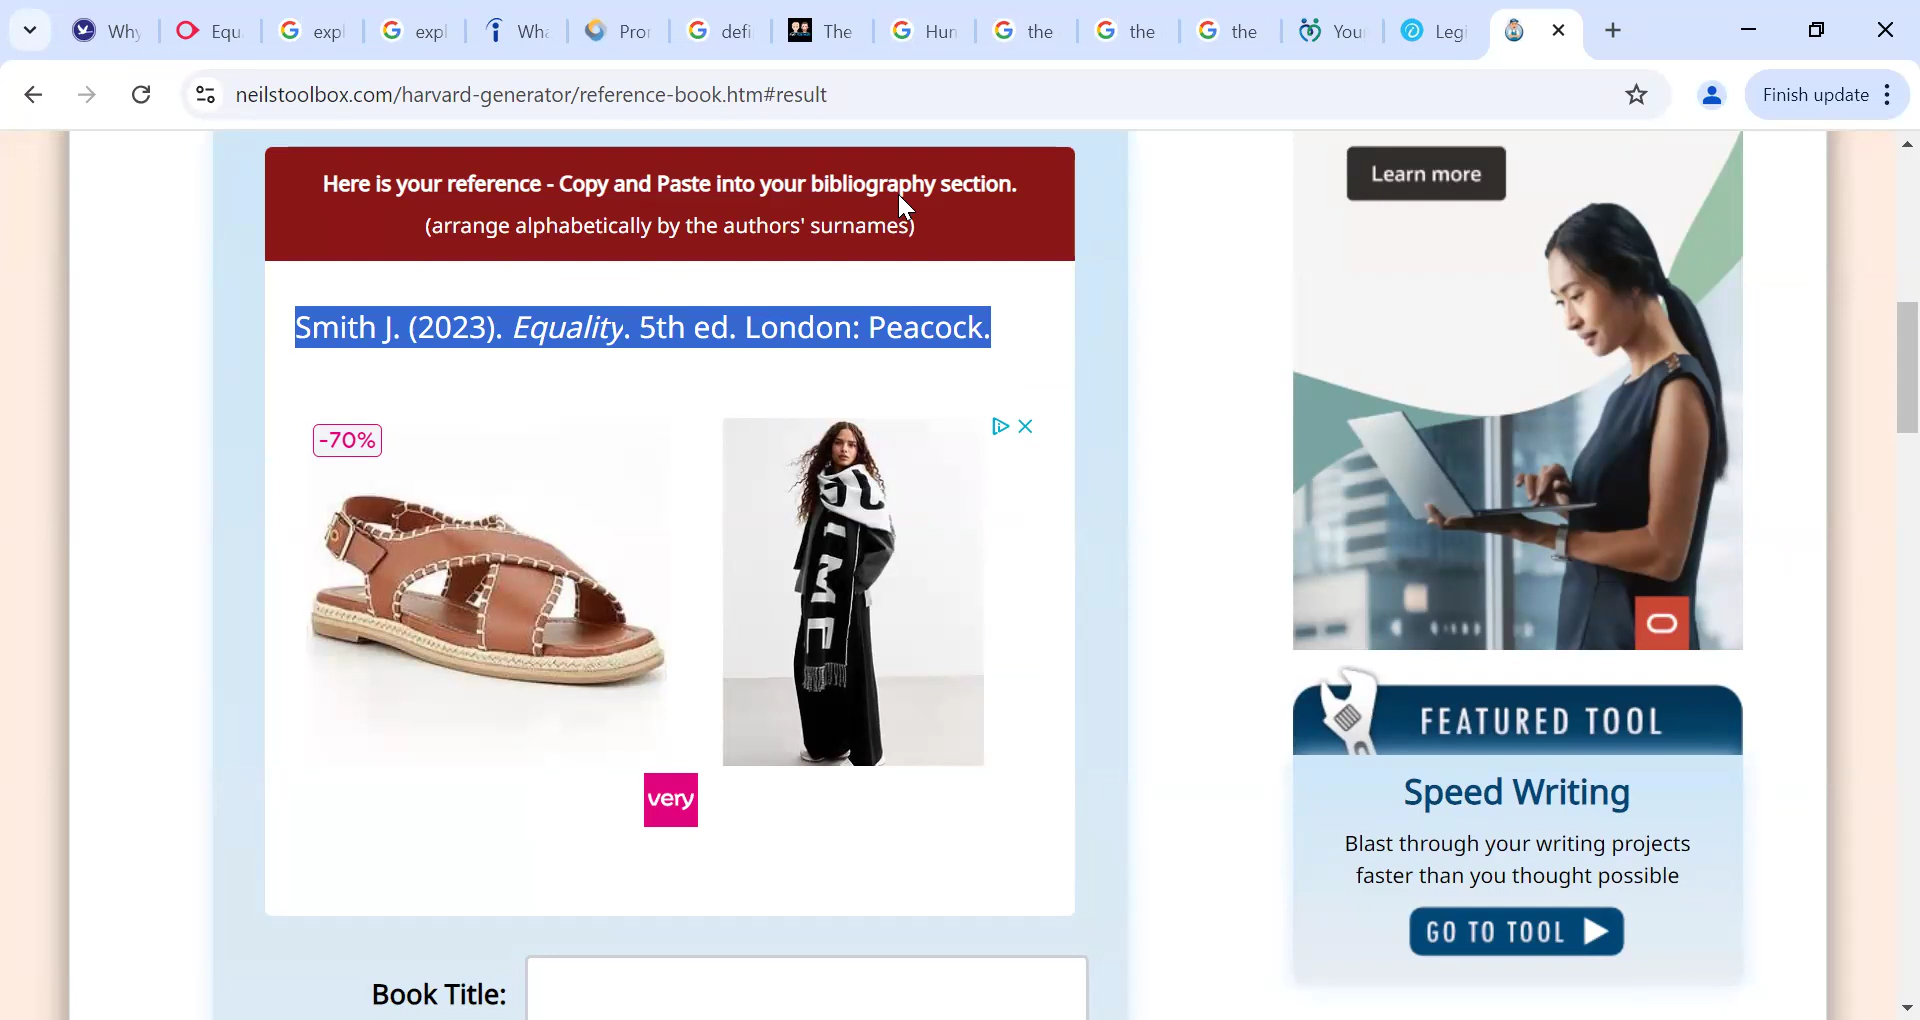 Why
Equ
expl
expl
Wha
Pro
defi
The
Hun
the
the
the
You
Legi
neilstoolbox.com/harvard-generator/reference-book.htm#result
Finish update
Here is your reference - Copy and Paste into your bibliography section.
(arrange alphabetically by the authors' surnames)
Smith J. (2023). Equality. 5th ed. London: Peacock.
-70%
very
Book Title:
Learn more
FEATURED TOOL
Speed Writing
Blast through your writing projects
faster than you thought possible
GO TO TOOL